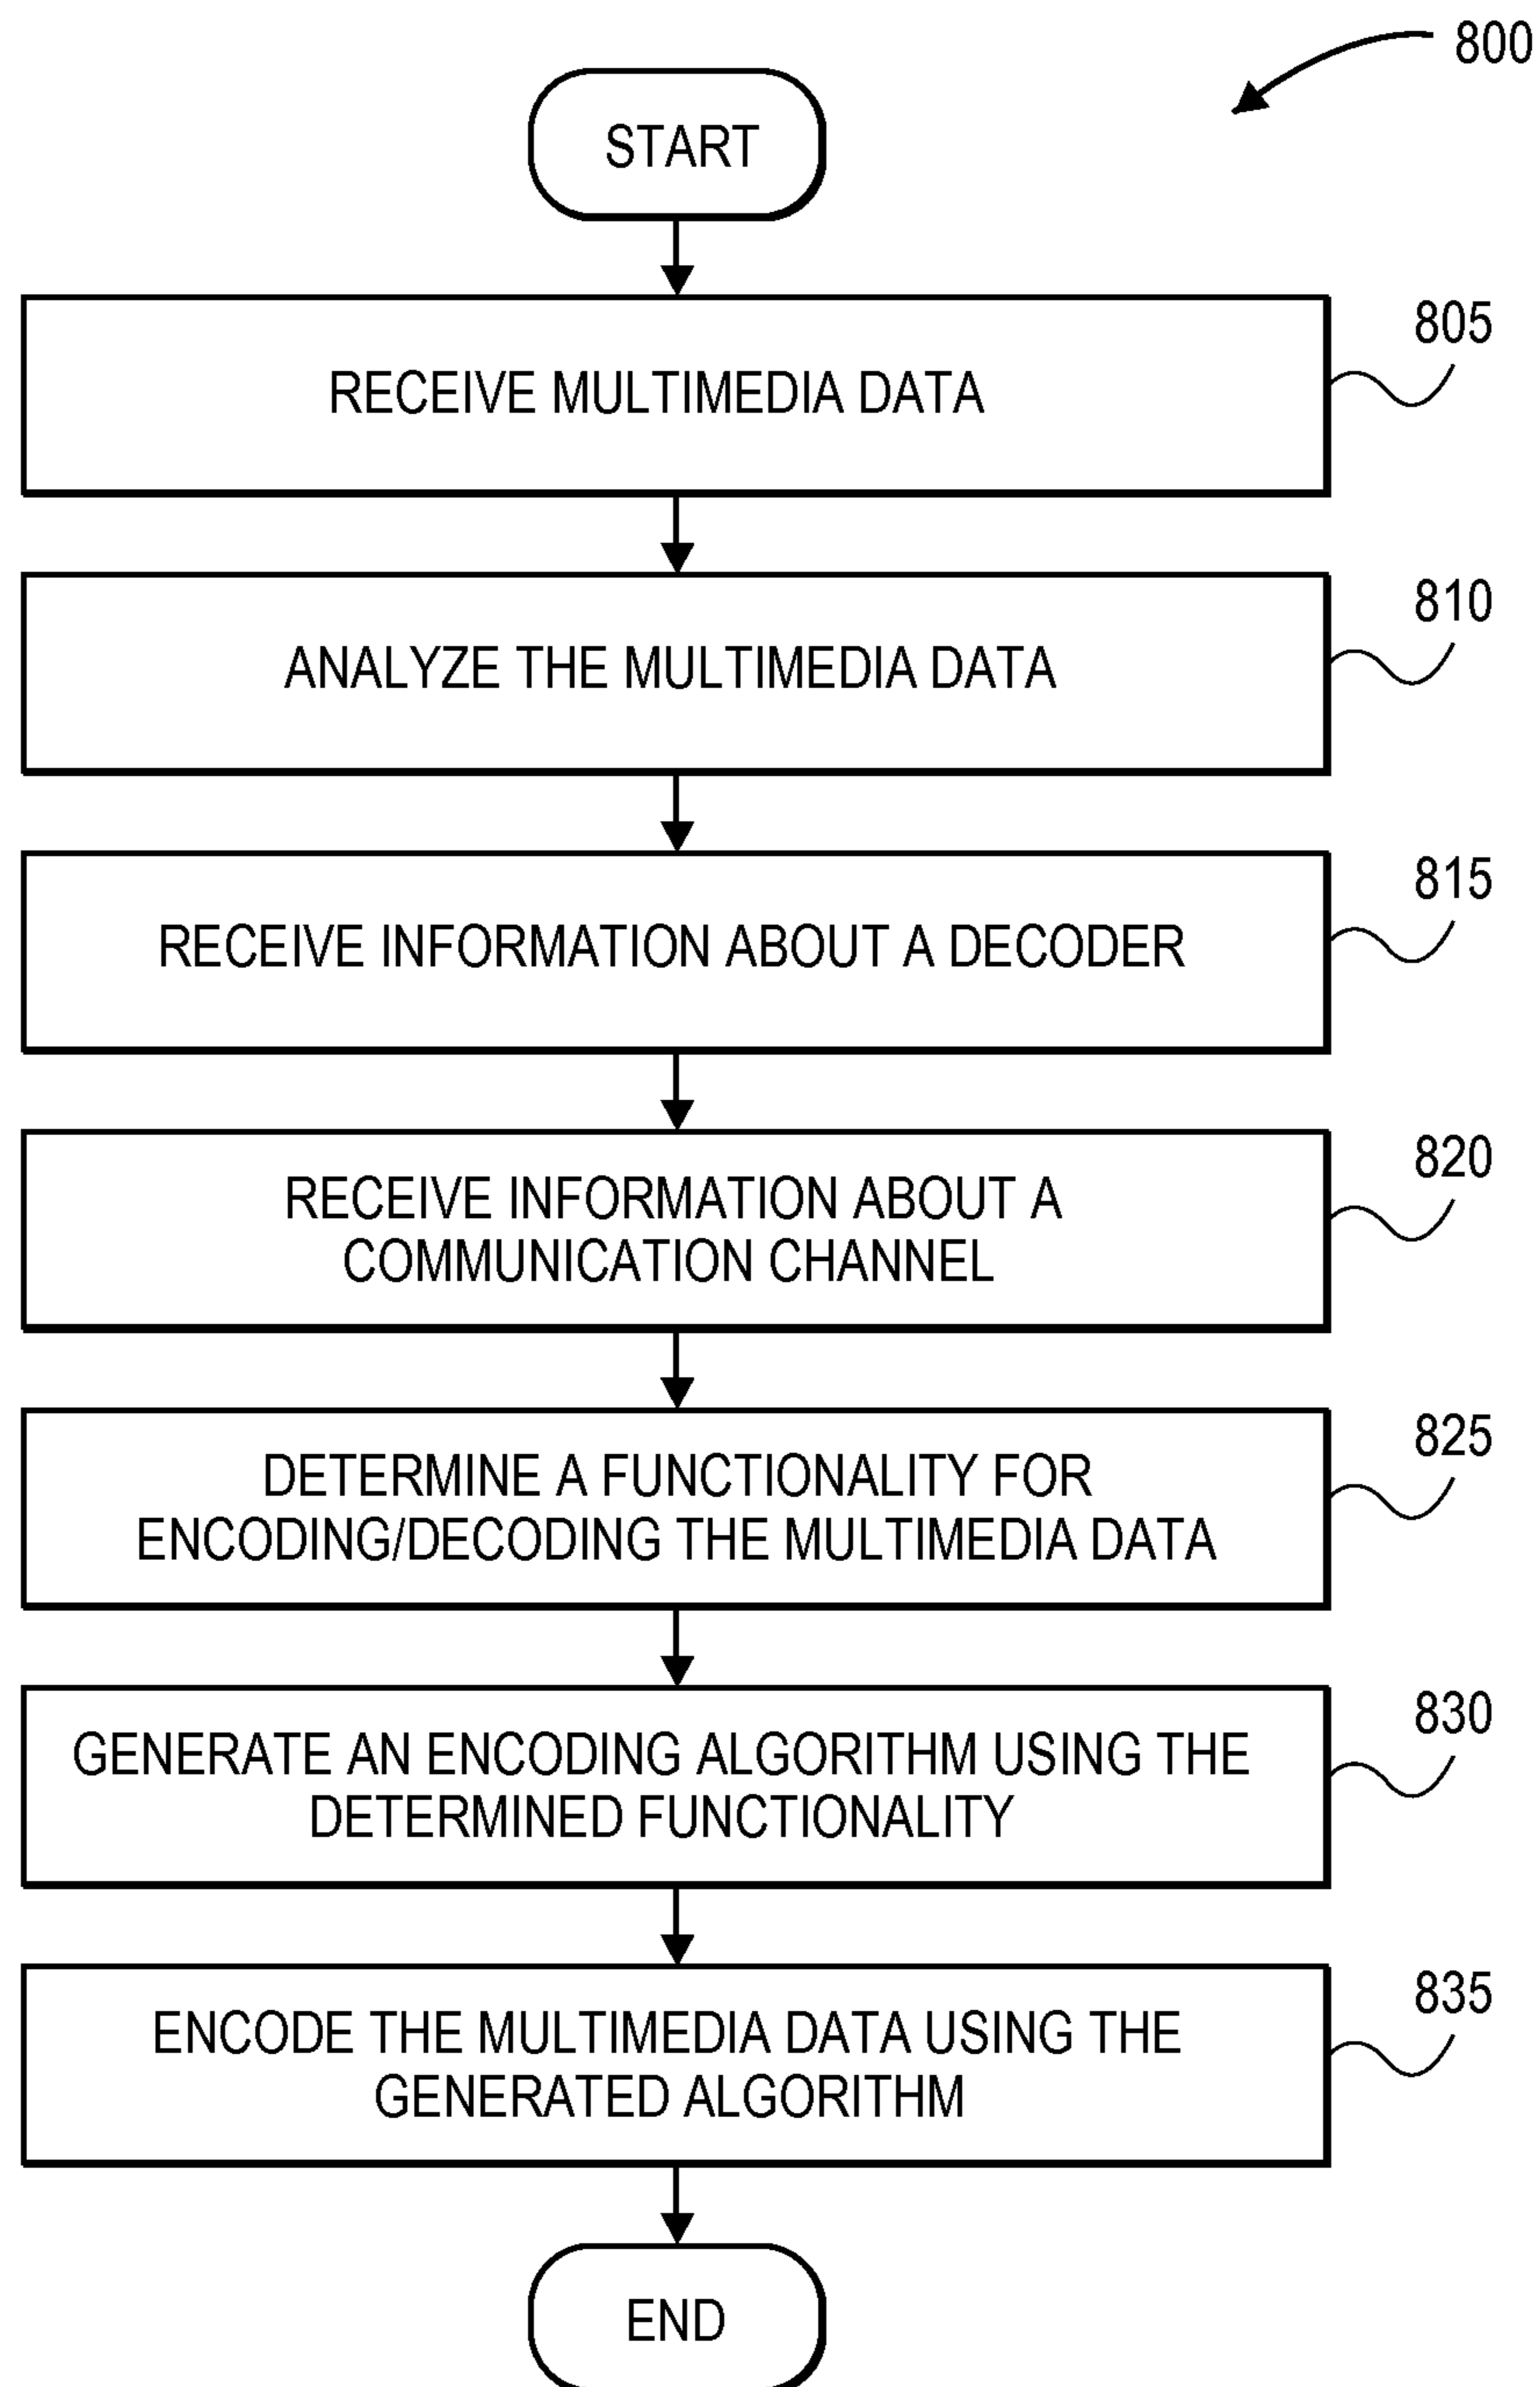 800
START
805
RECEIVE MULTIMEDIA DATA
810
ANALYZE THE MULTIMEDIA DATA
815
RECEIVE INFORMATION ABOUT A DECODER
820
RECEIVE INFORMATION ABOUT A
COMMUNICATION CHANNEL
825
DETERMINE A FUNCTIONALITY FOR
ENCODING/DECODING THE MULTIMEDIA DATA
830
GENERATE AN ENCODING ALGORITHM USING THE
DETERMINED FUNCTIONALITY
835
ENCODE THE MULTIMEDIA DATA USING THE
GENERATED ALGORITHM
END